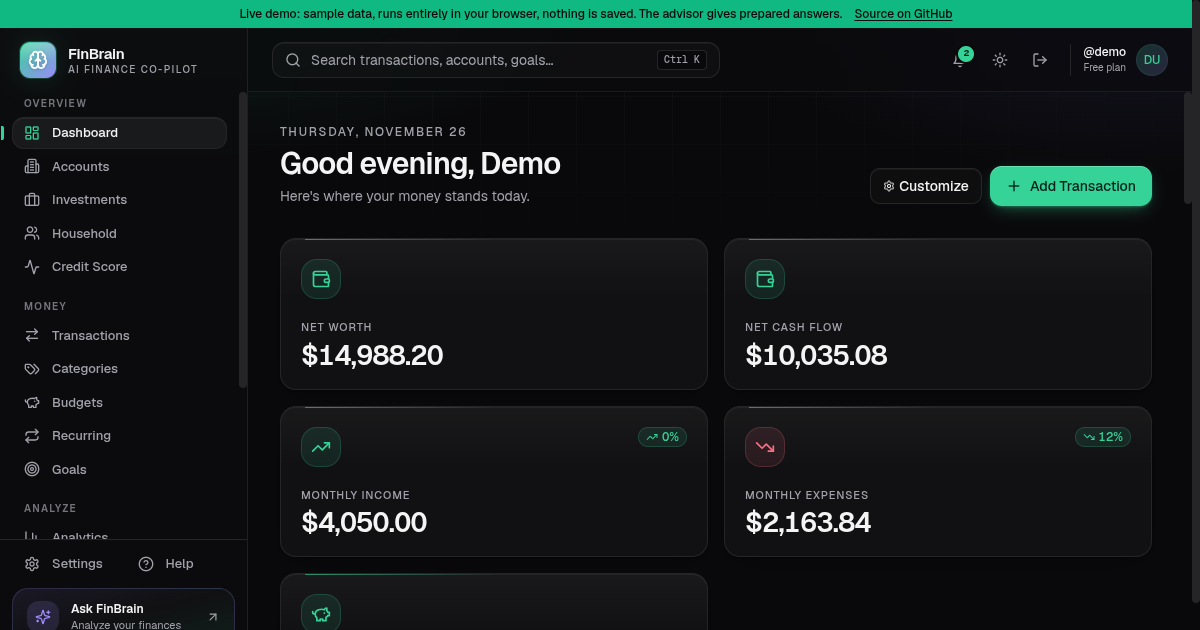 Live demo: sample data, runs entirely in your browser, nothing is saved. The advisor gives prepared answers. Source on GitHub
FinBrain
AI FINANCE CO-PILOT
OVERVIEW
Dashboard
Accounts
Investments
Household
Credit Score
MONEY
Transactions
Categories
Budgets
Recurring
Goals
ANALYZE
Analytics
Settings
Help
Ask FinBrain
Analyze your finances
Search transactions, accounts, goals...
Ctrl K
2
@demo
Free plan
DU
THURSDAY, NOVEMBER 26
Good evening, Demo
Here's where your money stands today.
Customize
Add Transaction
NET WORTH
$14,988.20
NET CASH FLOW
$10,035.08
0%
MONTHLY INCOME
$4,050.00
12%
MONTHLY EXPENSES
$2,163.84